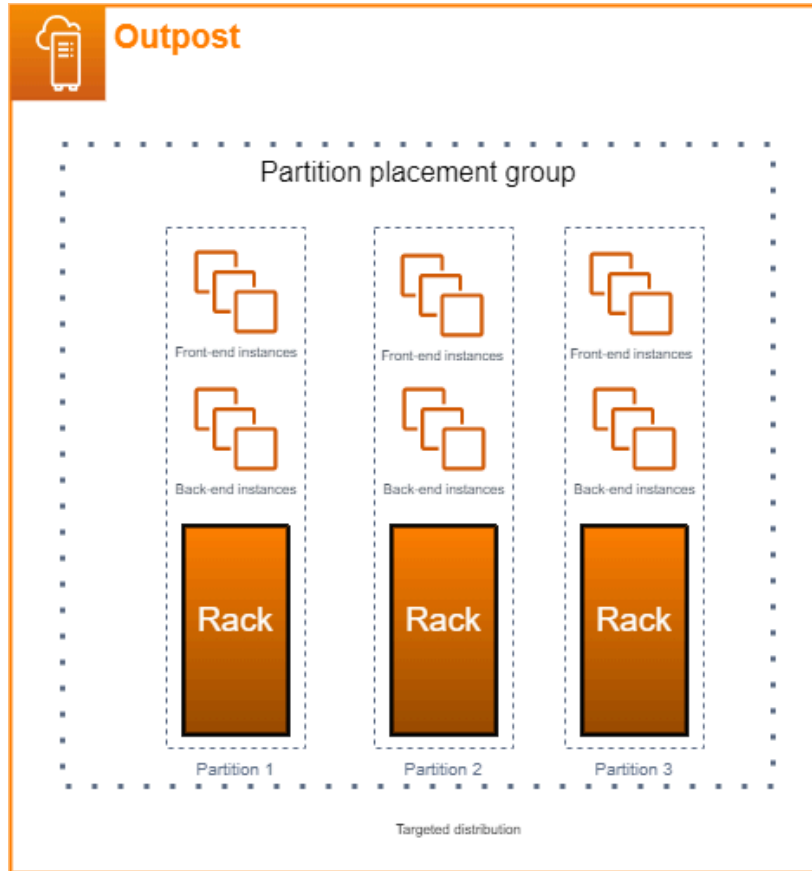 Outpost
Partition placement group
Front-end instances
Front-end instances
Front-end instances
Back-end instances
Back-end instances
Back-end instances
Rack
Rack
Rack
Partition 1
Partition 2
Partition 3
Targeted distribution